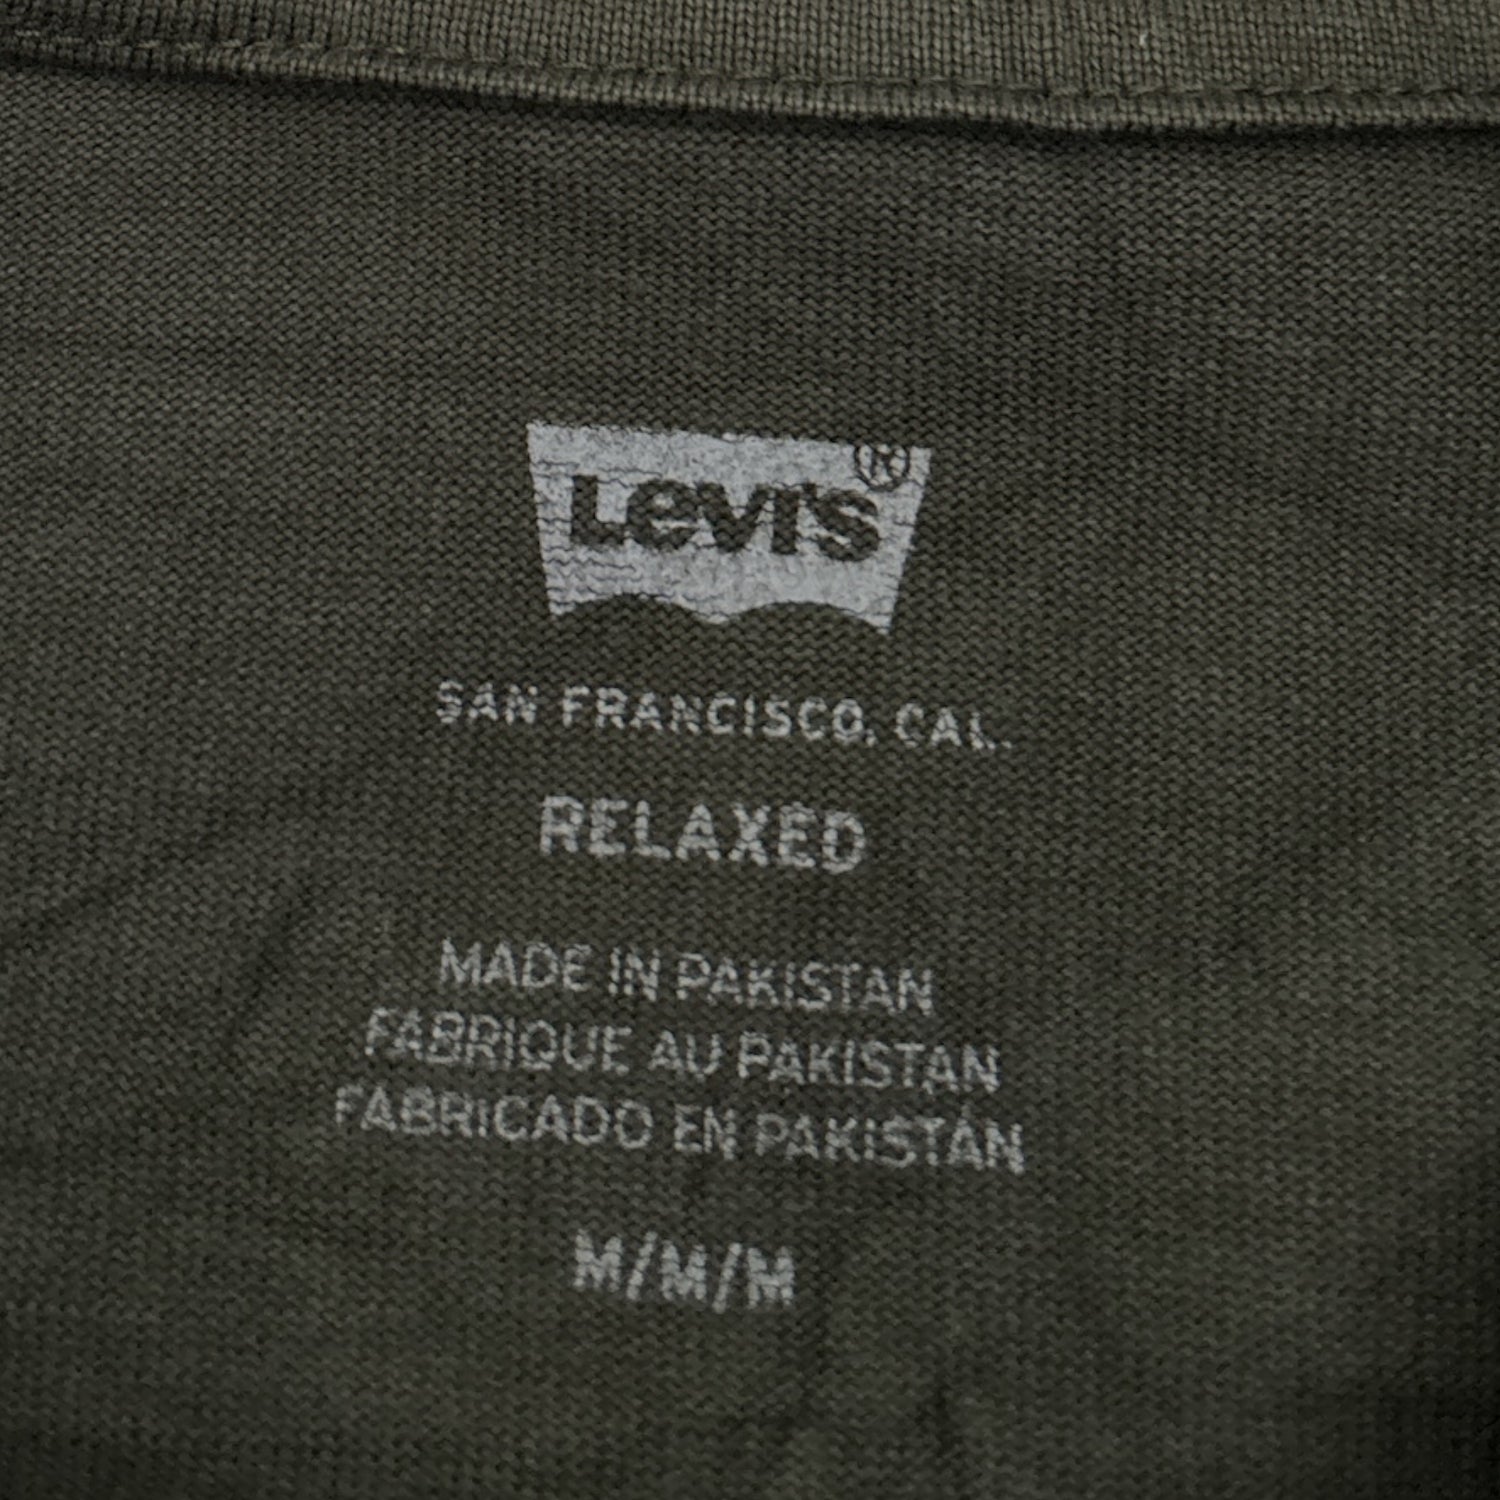 Levi's®
SAN FRANCISCO, CAL.
RELAXED
MADE IN PAKISTAN
FABRIQUE AU PAKISTAN
FABRICADO EN PAKISTÁN
M/M/M